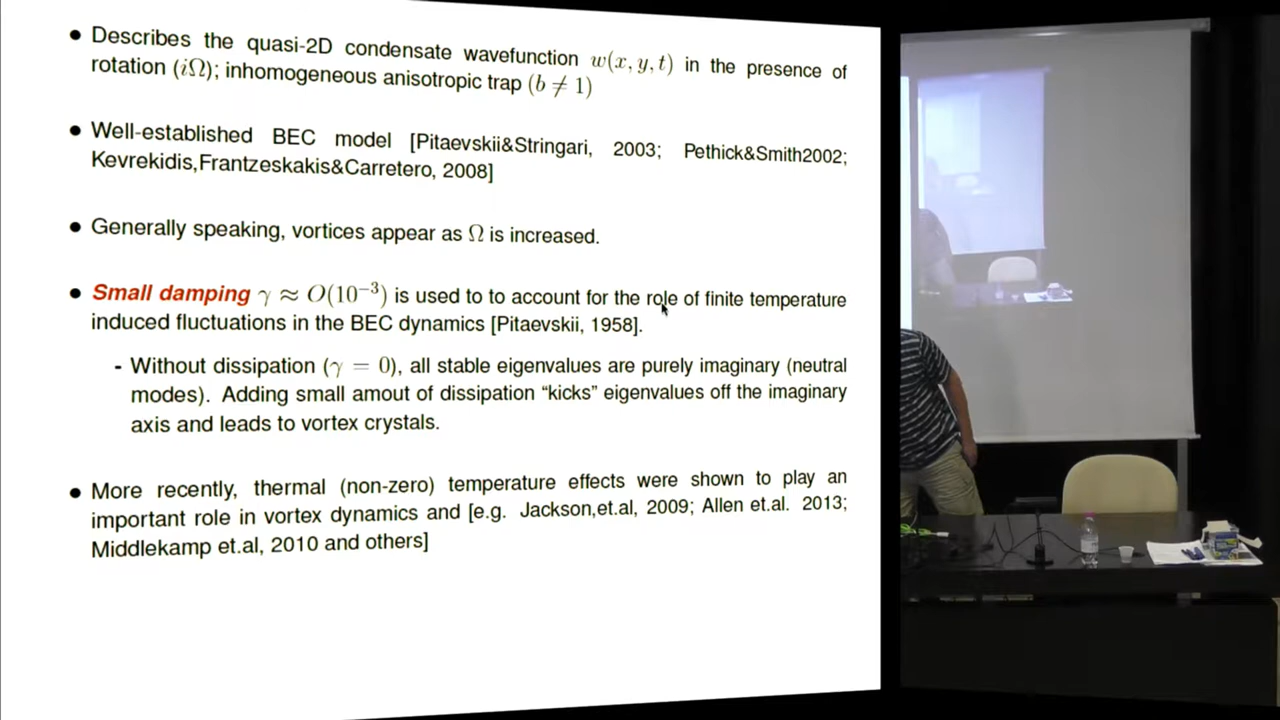 ● Describes the quasi-2D condensate wavefunction w(x, y, t) in the presence of
rotation (iΩ); inhomogeneous anisotropic trap (b ≠ 1)
● Well-established BEC model [Pitaevskii&Stringari, 2003; Pethick&Smith2002;
Kevrekidis,Frantzeskakis&Carretero, 2008]
● Generally speaking, vortices appear as Ω is increased.
● Small damping γ ≈ O(10⁻³) is used to to account for the role of finite temperature
induced fluctuations in the BEC dynamics [Pitaevskii, 1958].
- Without dissipation (γ = 0), all stable eigenvalues are purely imaginary (neutral
modes). Adding small amout of dissipation “kicks” eigenvalues off the imaginary
axis and leads to vortex crystals.
● More recently, thermal (non-zero) temperature effects were shown to play an
important role in vortex dynamics and [e.g. Jackson,et.al, 2009; Allen et.al. 2013;
Middlekamp et.al, 2010 and others]